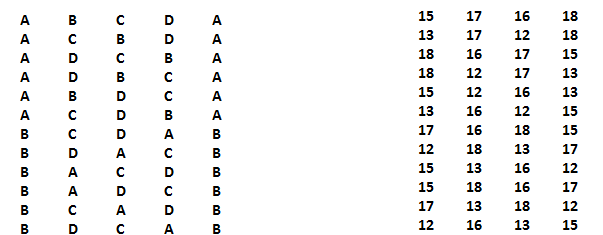 A B C D A 15 17 16 18
A C B D A 13 17 12 18
A D C B A 18 16 17 15
A D B C A 18 12 17 13
A B D C A 15 12 16 13
A C D B A 13 16 12 15
B C D A B 17 16 18 15
B D A C B 12 18 13 17
B A C D B 15 13 16 12
B A D C B 15 18 16 17
B C A D B 17 13 18 12
B D C A B 12 16 13 15